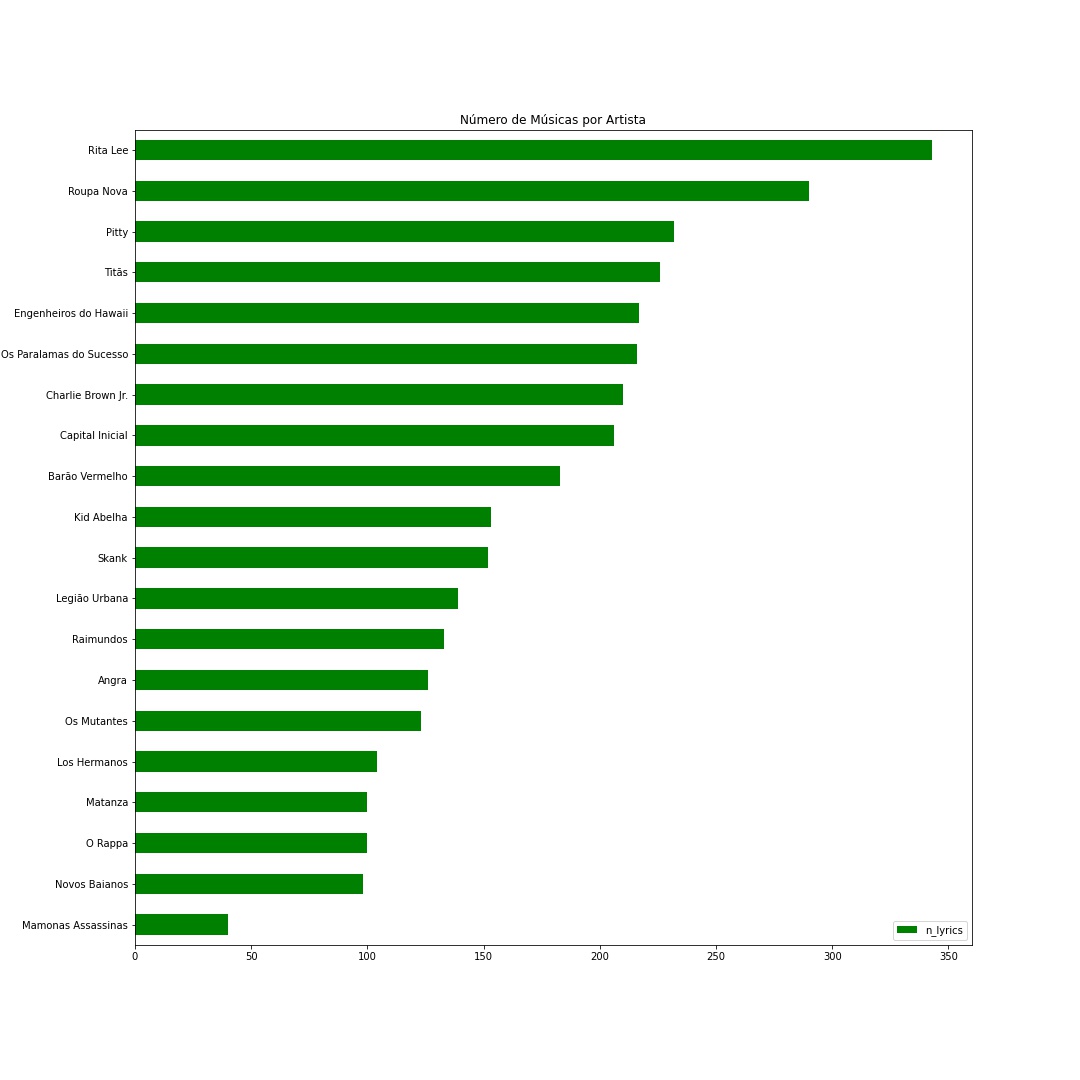 Número de Músicas por Artista
Rita Lee
Roupa Nova
Pitty
Titãs
Engenheiros do Hawaii
Os Paralamas do Sucesso
Charlie Brown Jr.
Capital Inicial
Barão Vermelho
Kid Abelha
Skank
Legião Urbana
Raimundos
Angra
Os Mutantes
Los Hermanos
Matanza
O Rappa
Novos Baianos
Mamonas Assassinas
n_lyrics
0 50 100 150 200 250 300 350